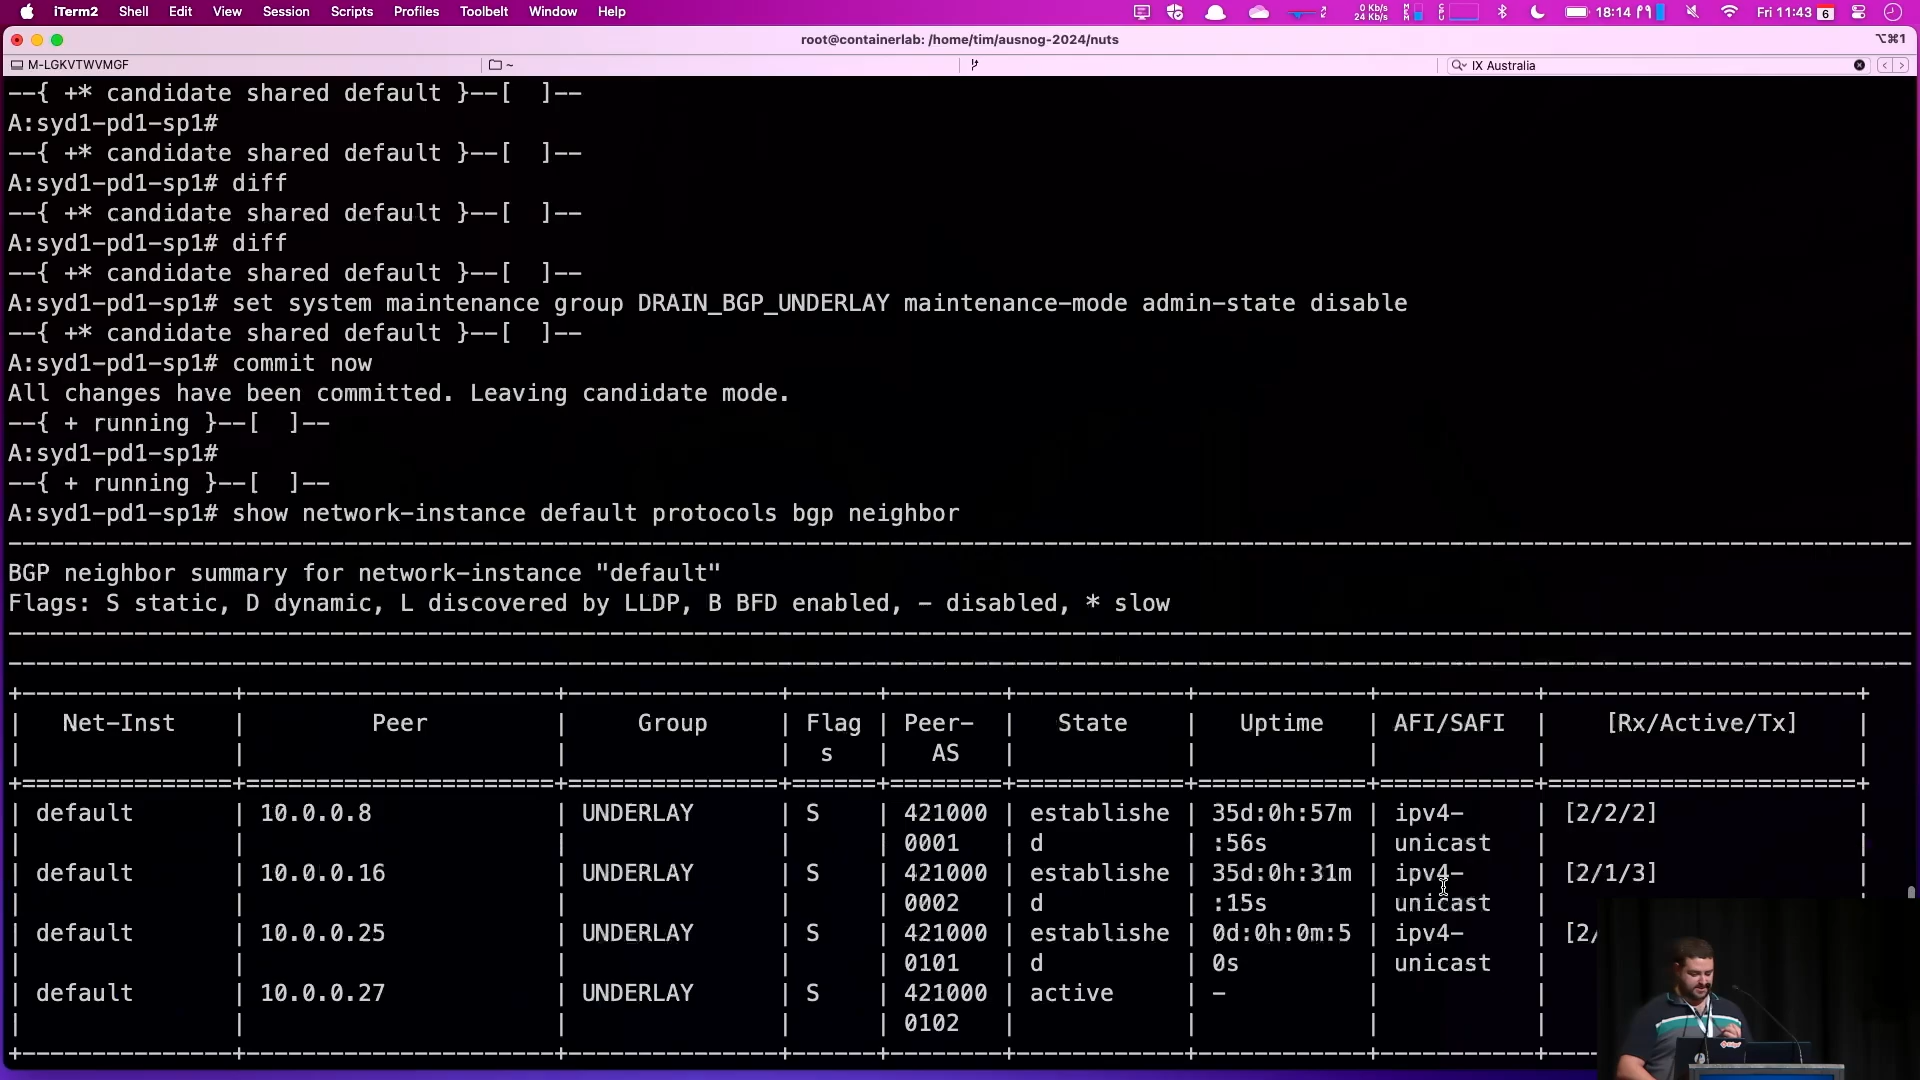 iTerm2 Shell Edit View Session Scripts Profiles Toolbelt Window Help 0 Kb/s 24 Kb/s 18:14 Fri 11:43 6
root@containerlab: /home/tim/ausnog-2024/nuts ⌥⌘1
M-LGKVTWVMGF ~ IX Australia
--{ +* candidate shared default }--[  ]--
A:syd1-pd1-sp1#
--{ +* candidate shared default }--[  ]--
A:syd1-pd1-sp1# diff
--{ +* candidate shared default }--[  ]--
A:syd1-pd1-sp1# diff
--{ +* candidate shared default }--[  ]--
A:syd1-pd1-sp1# set system maintenance group DRAIN_BGP_UNDERLAY maintenance-mode admin-state disable
--{ +* candidate shared default }--[  ]--
A:syd1-pd1-sp1# commit now
All changes have been committed. Leaving candidate mode.
--{ + running }--[  ]--
A:syd1-pd1-sp1#
--{ + running }--[  ]--
A:syd1-pd1-sp1# show network-instance default protocols bgp neighbor
BGP neighbor summary for network-instance "default"
Flags: S static, D dynamic, L discovered by LLDP, B BFD enabled, - disabled, * slow
| Net-Inst | Peer | Group | Flag | Peer- | State | Uptime | AFI/SAFI | [Rx/Active/Tx] |
| | | | s | AS | | | | |
| default | 10.0.0.8 | UNDERLAY | S | 421000 | establishe | 35d:0h:57m | ipv4- | [2/2/2] |
| | | | | 0001 | d | :56s | unicast | |
| default | 10.0.0.16 | UNDERLAY | S | 421000 | establishe | 35d:0h:31m | ipv4- | [2/1/3] |
| | | | | 0002 | d | :15s | unicast | |
| default | 10.0.0.25 | UNDERLAY | S | 421000 | establishe | 0d:0h:0m:5 | ipv4- | [2/
| | | | | 0101 | d | 0s | unicast |
| default | 10.0.0.27 | UNDERLAY | S | 421000 | active | - | |
| | | | | 0102 | | | |